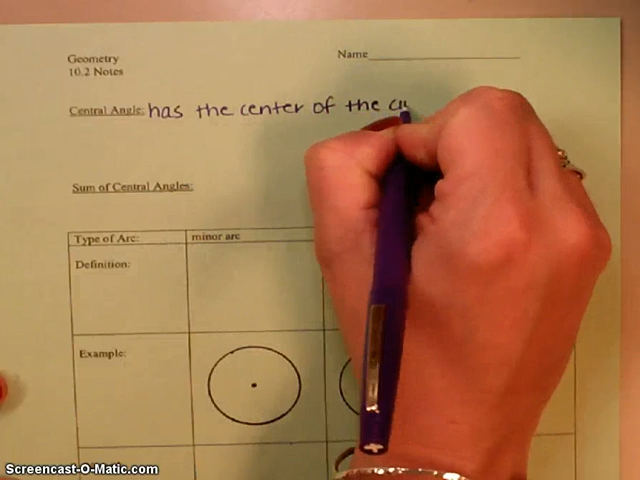 Geometry
Name
10.2 Notes
Central Angle: has the center of the
Sum of Central Angles:
Type of Arc: minor arc
Definition:
Example:
Screencast-O-Matic.com